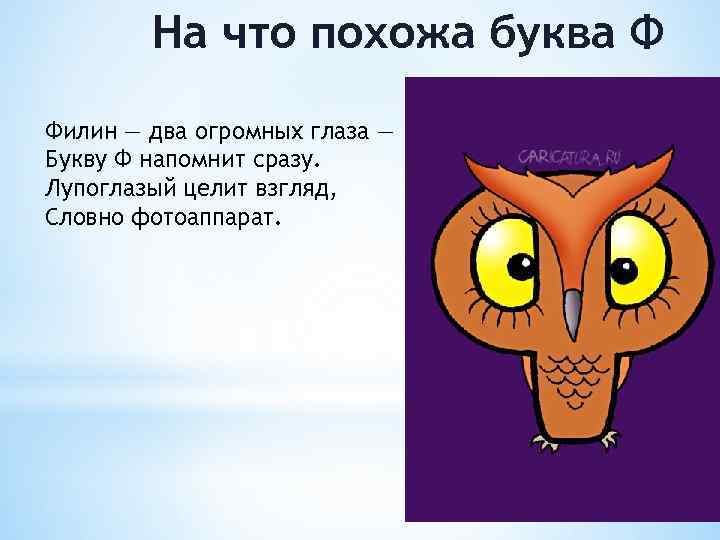 На что похожа буква Ф
Филин — два огромных глаза —
Букву Ф напомнит сразу.
Лупоглазый целит взгляд,
Словно фотоаппарат.
CARICATURA.RU